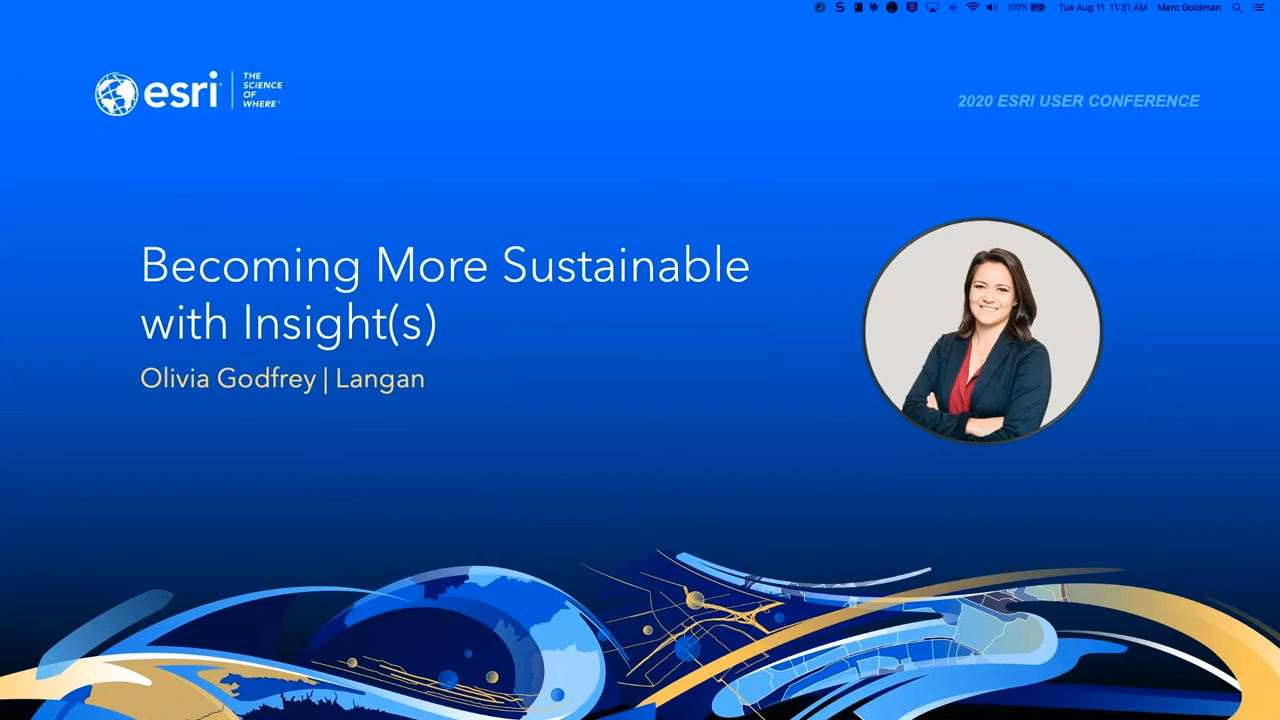 100% Tue Aug 11 11:31 AM Marc Goldman
esri
THE
SCIENCE
OF
WHERE®
2020 ESRI USER CONFERENCE
Becoming More Sustainable
with Insight(s)
Olivia Godfrey | Langan